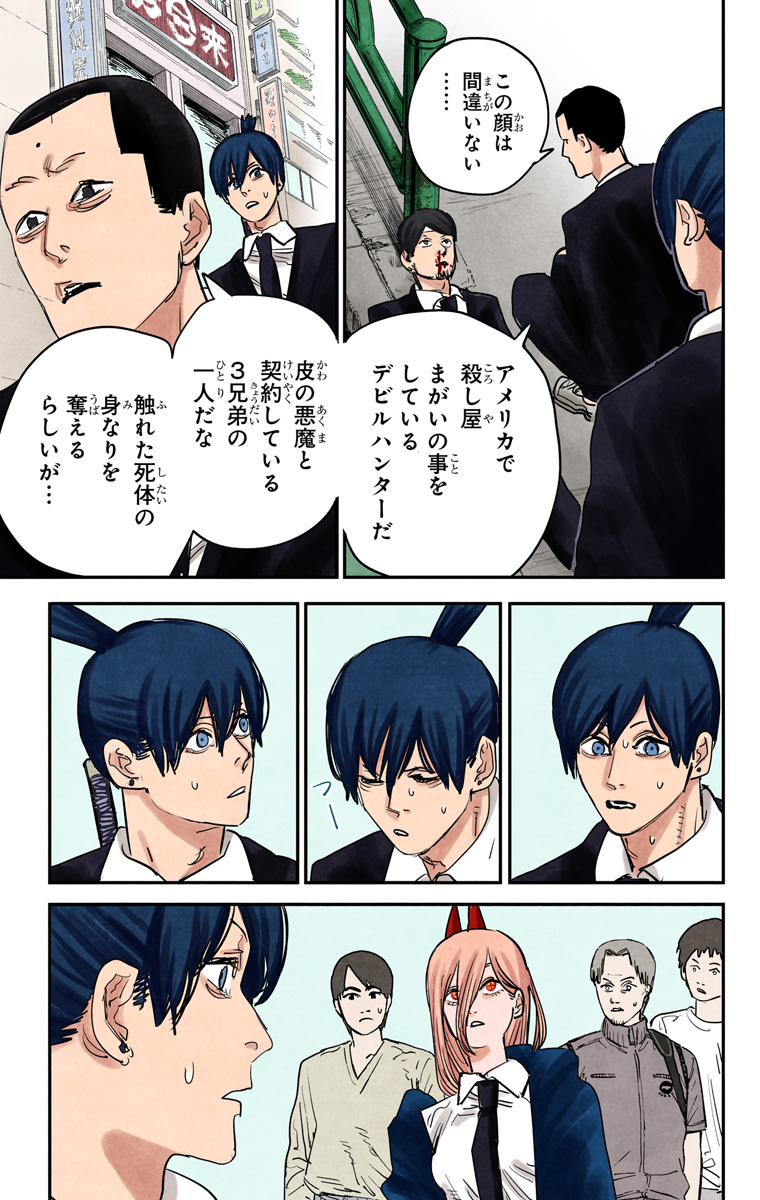 この顔は
間違いない
……
アメリカで
殺し屋
まがいの事を
している
デビルハンターだ
皮の悪魔と
契約している
3兄弟の
一人だな
触れた死体の
身なりを
奪える
らしいが…
つー